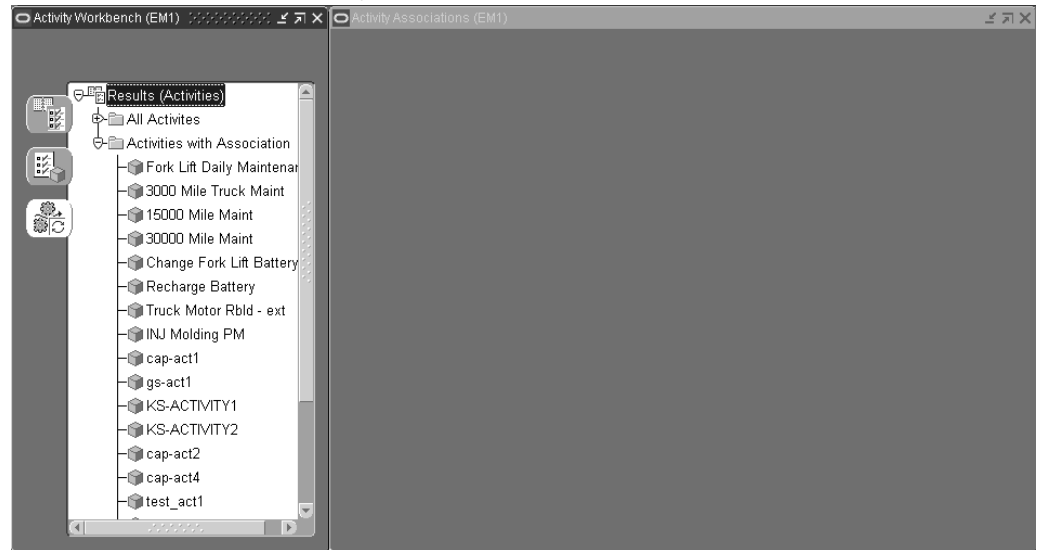 Activity Workbench (EM1)
Activity Associations (EM1)
Results (Activities)
All Activites
Activities with Association
Fork Lift Daily Maintenan
3000 Mile Truck Maint
15000 Mile Maint
30000 Mile Maint
Change Fork Lift Battery
Recharge Battery
Truck Motor Rbld - ext
INJ Molding PM
cap-act1
gs-act1
KS-ACTIVITY1
KS-ACTIVITY2
cap-act2
cap-act4
test_act1